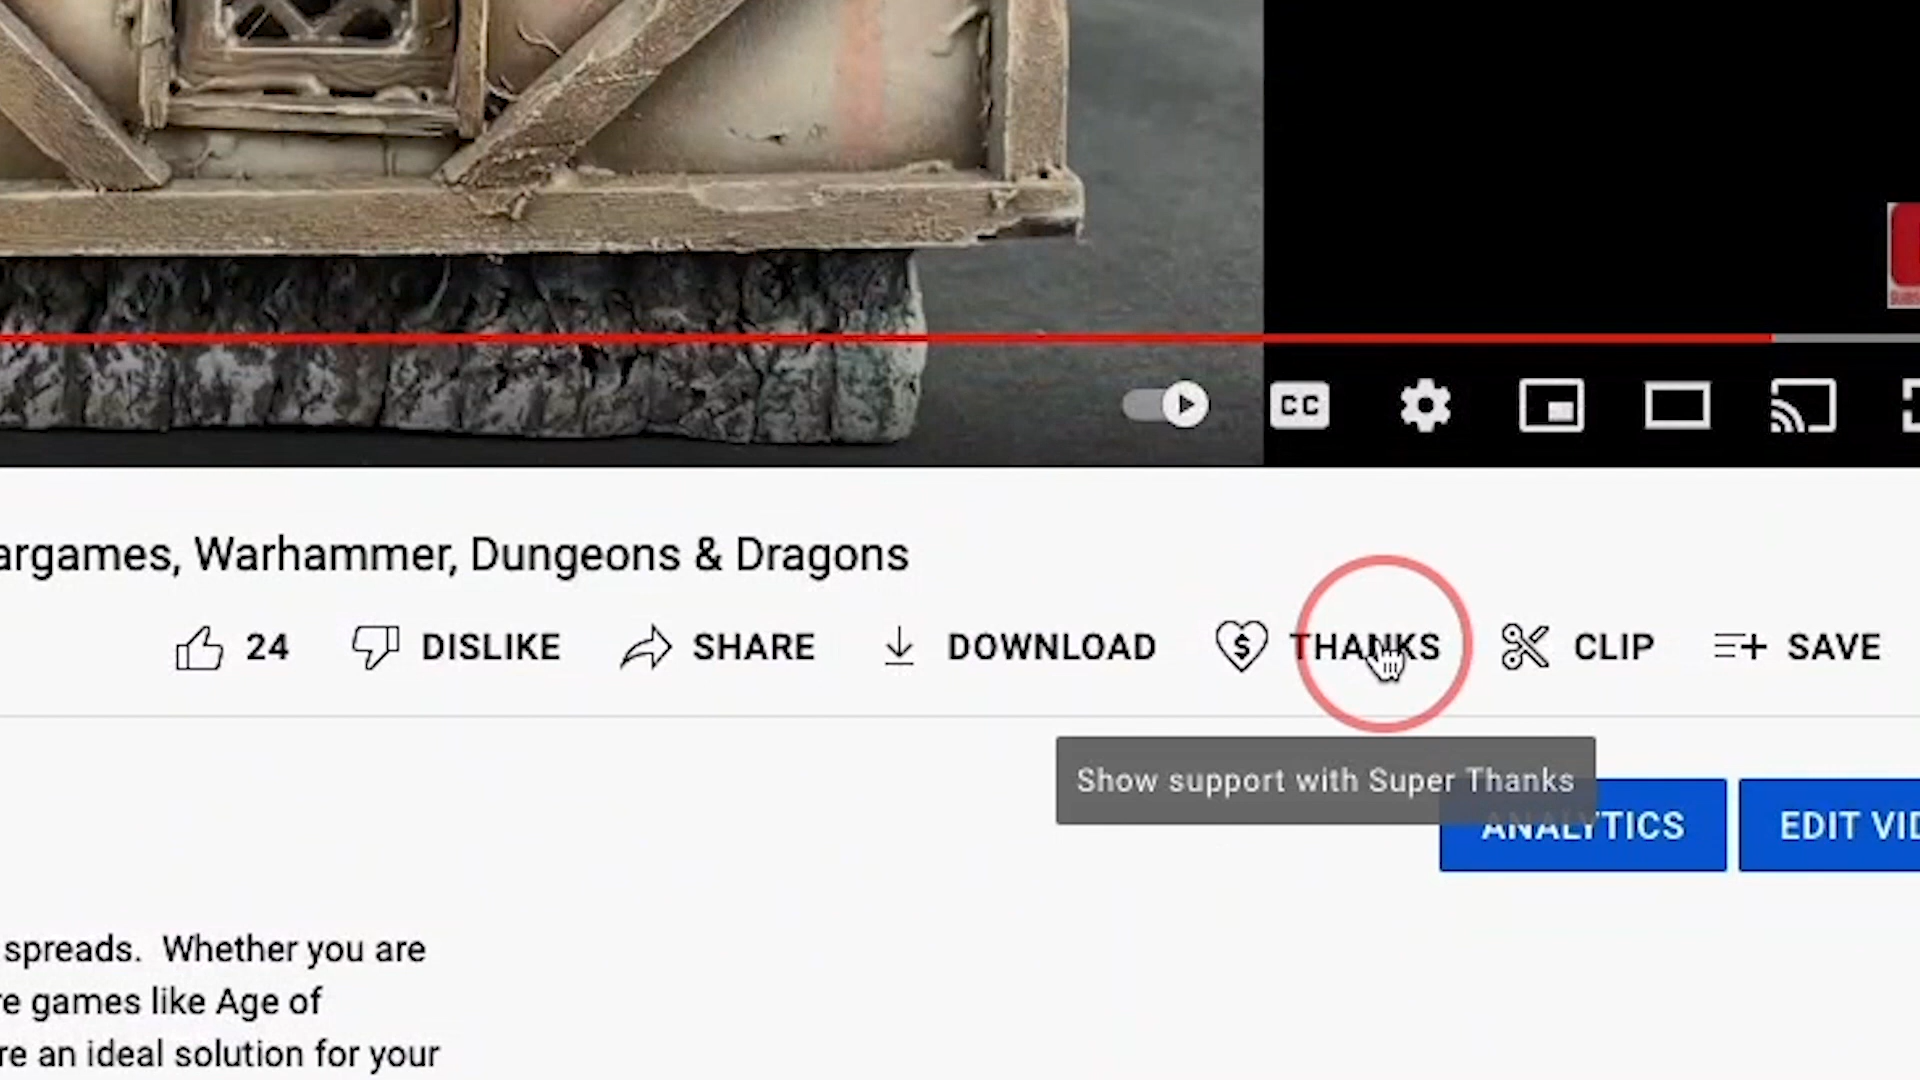 CC
argames, Warhammer, Dungeons & Dragons
24 DISLIKE SHARE DOWNLOAD $ THANKS CLIP SAVE
Show support with Super Thanks
ANALYTICS EDIT VID
spreads. Whether you are
re games like Age of
re an ideal solution for your